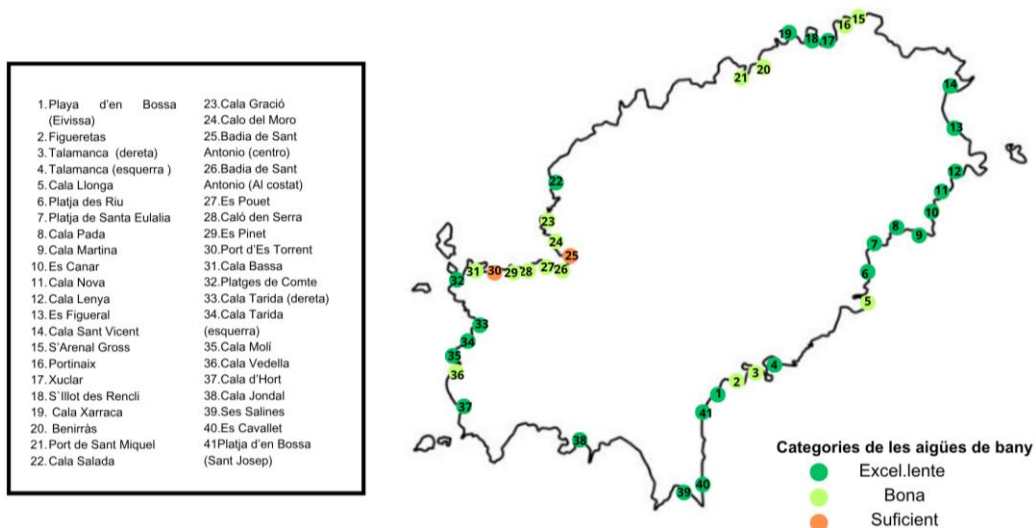 1. Playa d'en Bossa
(Eivissa)
2. Figueretas
3. Talamanca (dereta)
4. Talamanca (esquerra )
5. Cala Llonga
6. Platja des Riu
7. Platja de Santa Eulalia
8. Cala Pada
9. Cala Martina
10. Es Canar
11. Cala Nova
12. Cala Lenya
13. Es Figueral
14. Cala Sant Vicent
15. S'Arenal Gross
16. Portinaix
17. Xuclar
18. S`Illot des Rencli
19. Cala Xarraca
20. Benirràs
21. Port de Sant Miquel
22. Cala Salada
23. Cala Gració
24. Calo del Moro
25. Badia de Sant
Antonio (centro)
26. Badia de Sant
Antonio (Al costat)
27. Es Pouet
28. Caló den Serra
29. Es Pinet
30. Port d'Es Torrent
31. Cala Bassa
32. Platges de Comte
33. Cala Tarida (dereta)
34. Cala Tarida
(esquerra)
35. Cala Molí
36. Cala Vedella
37. Cala d'Hort
38. Cala Jondal
39. Ses Salines
40. Es Cavallet
41 Platja d'en Bossa
(Sant Josep)
15
16
19
18
17
20
21
14
13
12
22
11
10
23
8
9
24
7
25
27
26
28
29
30
31
32
6
5
33
34
35
36
4
3
2
1
37
41
38
40
39
Categories de les aigües de bany
Excel.lente
Bona
Suficient